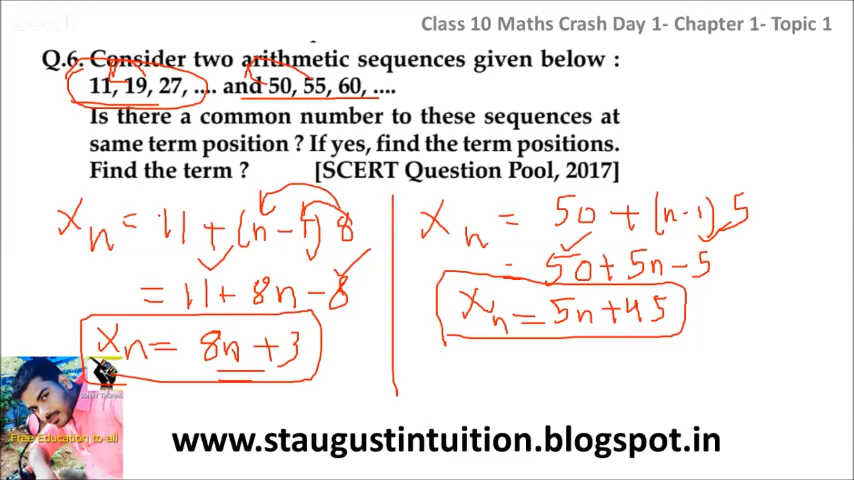 Class 10 Maths Crash Day 1- Chapter 1- Topic 1
Q.6. Consider two arithmetic sequences given below :
11, 19, 27, .... and 50, 55, 60, ....
Is there a common number to these sequences at
same term position ? If yes, find the term positions.
Find the term ? [SCERT Question Pool, 2017]
Xn = 11 + (n-1) 8
= 11 + 8n - 8
Xn = 8n + 3
Xn = 50 + (n-1) 5
= 50 + 5n - 5
Xn = 5n + 45
SUNNY THOMAS
Free Education to all
www.staugustintuition.blogspot.in